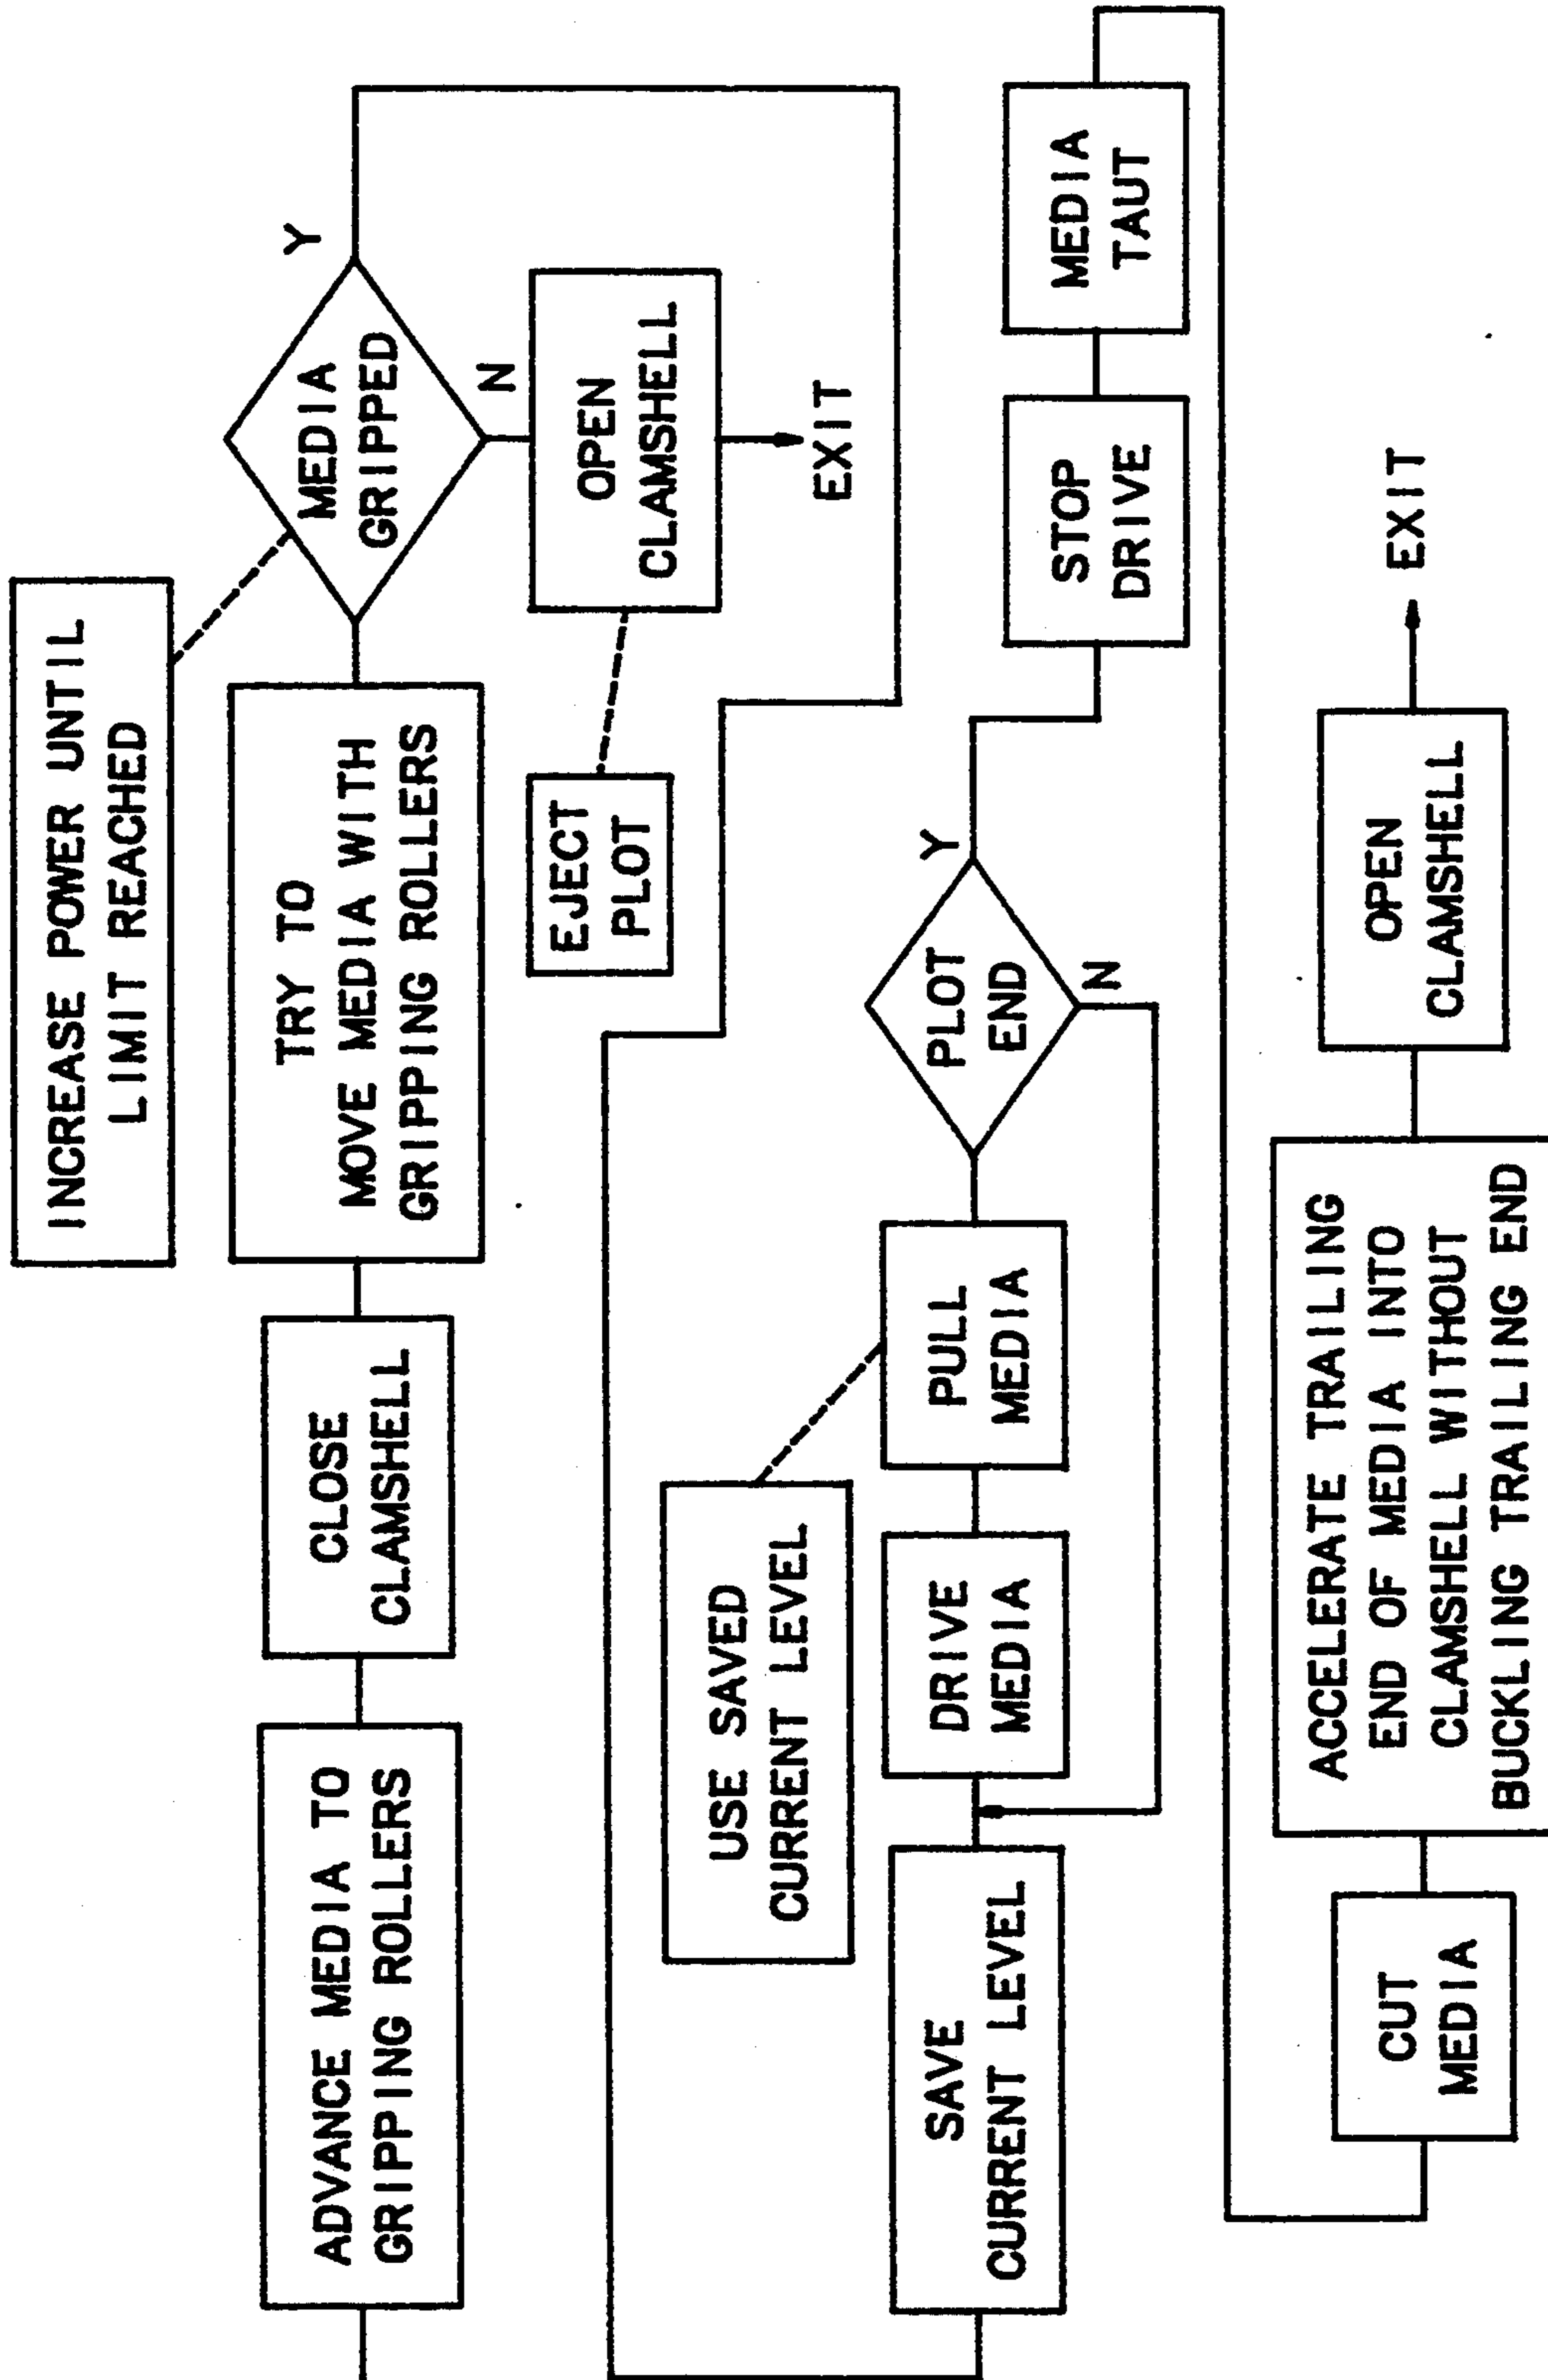 INCREASE POWER UNTIL
LIMIT REACHED
ADVANCE MEDIA TO
GRIPPING ROLLERS
CLOSE
CLAMSHELL
TRY TO
MOVE MEDIA WITH
GRIPPING ROLLERS
MEDIA
GRIPPED
Y
N
EJECT
PLOT
OPEN
CLAMSHELL
EXIT
USE SAVED
CURRENT LEVEL
SAVE
CURRENT LEVEL
DRIVE
MEDIA
PULL
MEDIA
PLOT
END
Y
N
STOP
DRIVE
MEDIA
TAUT
CUT
MEDIA
ACCELERATE TRAILING
END OF MEDIA INTO
CLAMSHELL WITHOUT
BUCKLING TRAILING END
OPEN
CLAMSHELL
EXIT